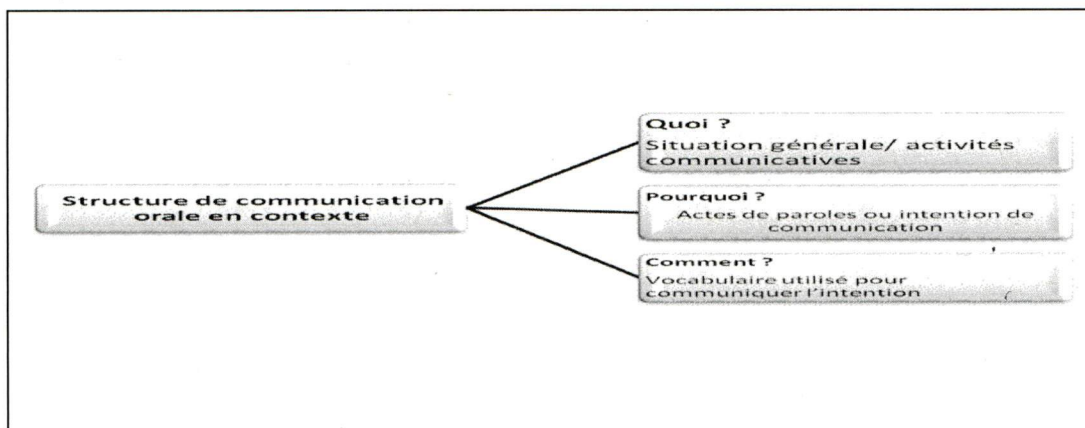 Structure de communication
orale en contexte
Quoi ?
Situation générale/ activités
communicatives
Pourquoi ?
Actes de paroles ou intention de
communication
Comment ?
Vocabulaire utilisé pour
communiquer l'intention